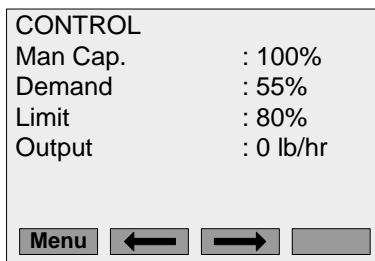 CONTROL
Man Cap. : 100%
Demand : 55%
Limit : 80%
Output : 0 lb/hr
Menu